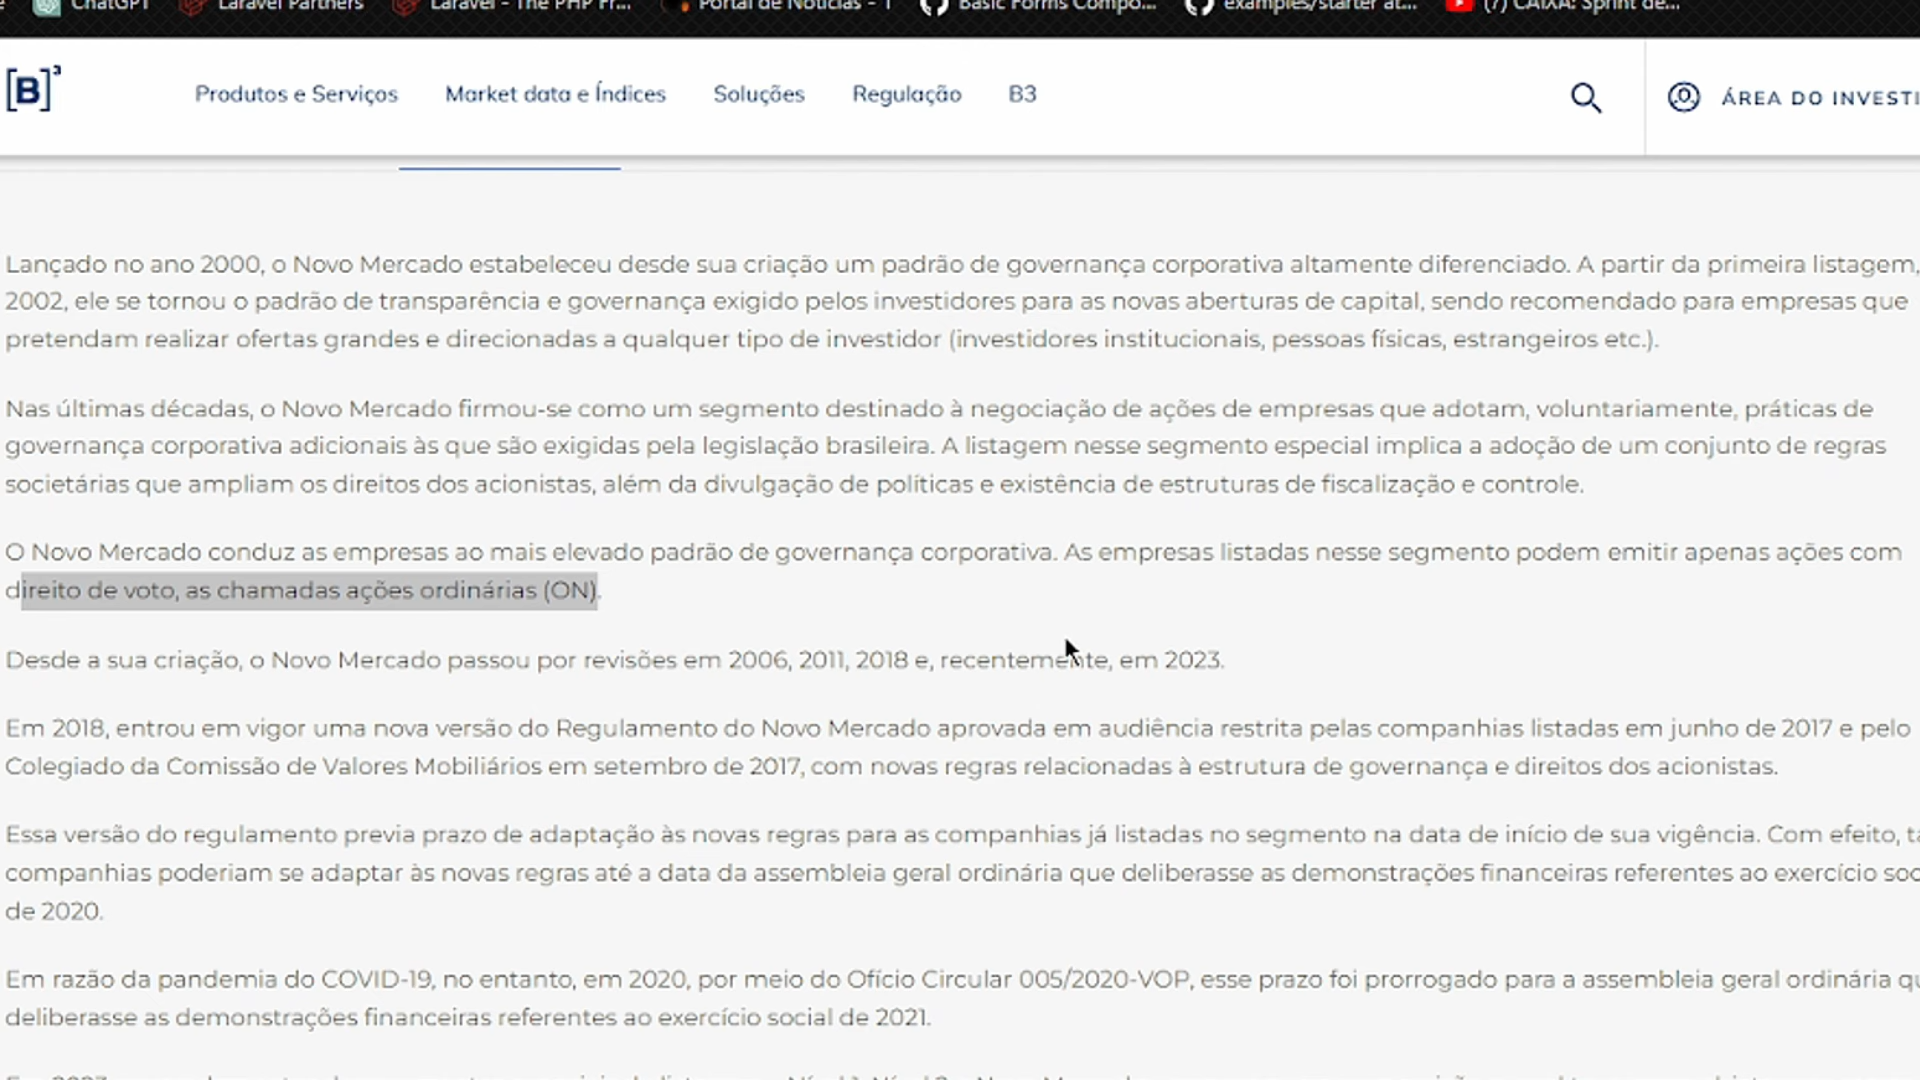 ChatGPT Laravel Partners Laravel - The PHP Fr... Portal de Notícias - T Basic Forms Compo... examples/starter at... (7) CAIXA: Sprint de...
[B]³ Produtos e Serviços Market data e Índices Soluções Regulação B3 ÁREA DO INVESTI
Lançado no ano 2000, o Novo Mercado estabeleceu desde sua criação um padrão de governança corporativa altamente diferenciado. A partir da primeira listagem,
2002, ele se tornou o padrão de transparência e governança exigido pelos investidores para as novas aberturas de capital, sendo recomendado para empresas que
pretendam realizar ofertas grandes e direcionadas a qualquer tipo de investidor (investidores institucionais, pessoas físicas, estrangeiros etc.).
Nas últimas décadas, o Novo Mercado firmou-se como um segmento destinado à negociação de ações de empresas que adotam, voluntariamente, práticas de
governança corporativa adicionais às que são exigidas pela legislação brasileira. A listagem nesse segmento especial implica a adoção de um conjunto de regras
societárias que ampliam os direitos dos acionistas, além da divulgação de políticas e existência de estruturas de fiscalização e controle.
O Novo Mercado conduz as empresas ao mais elevado padrão de governança corporativa. As empresas listadas nesse segmento podem emitir apenas ações com
direito de voto, as chamadas ações ordinárias (ON).
Desde a sua criação, o Novo Mercado passou por revisões em 2006, 2011, 2018 e, recentemente, em 2023.
Em 2018, entrou em vigor uma nova versão do Regulamento do Novo Mercado aprovada em audiência restrita pelas companhias listadas em junho de 2017 e pelo
Colegiado da Comissão de Valores Mobiliários em setembro de 2017, com novas regras relacionadas à estrutura de governança e direitos dos acionistas.
Essa versão do regulamento previa prazo de adaptação às novas regras para as companhias já listadas no segmento na data de início de sua vigência. Com efeito, ta
companhias poderiam se adaptar às novas regras até a data da assembleia geral ordinária que deliberasse as demonstrações financeiras referentes ao exercício soc
de 2020.
Em razão da pandemia do COVID-19, no entanto, em 2020, por meio do Ofício Circular 005/2020-VOP, esse prazo foi prorrogado para a assembleia geral ordinária qu
deliberasse as demonstrações financeiras referentes ao exercício social de 2021.